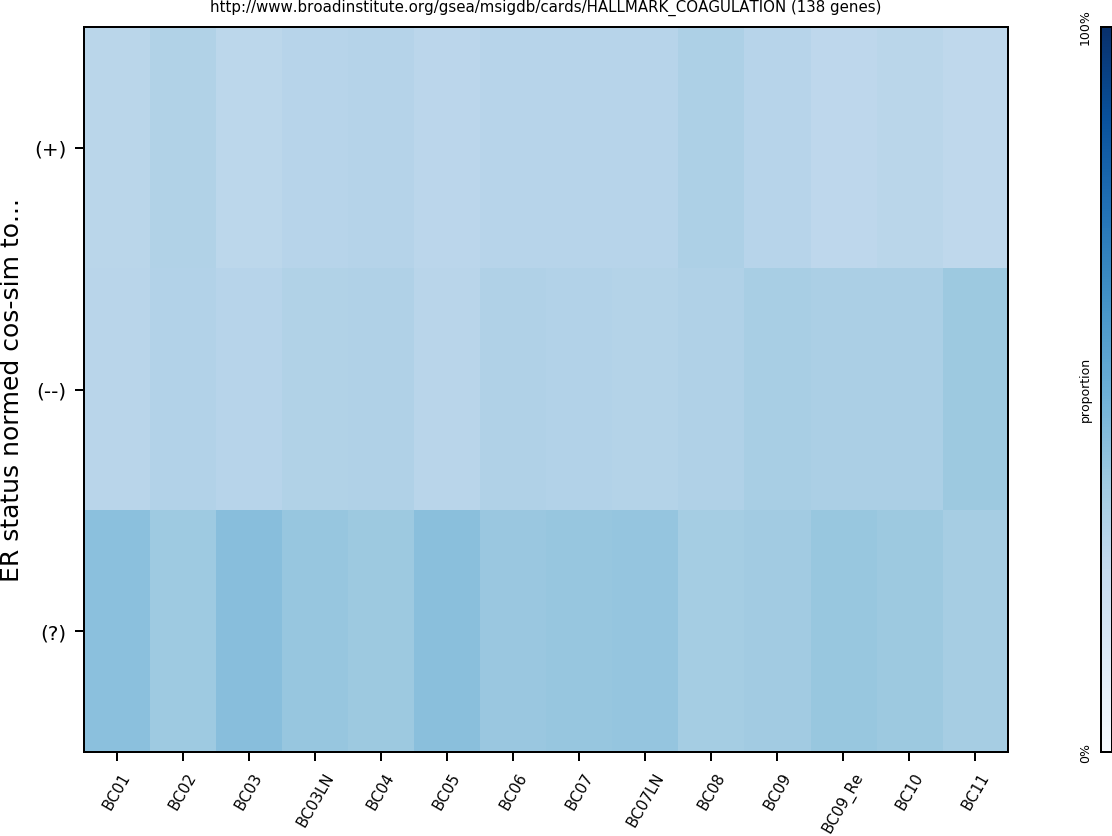 http://www.broadinstitute.org/gsea/msigdb/cards/HALLMARK_COAGULATION (138 genes)
ER status normed cos-sim to...
(+)
(--)
(?)
BC01
BC02
BC03
BC03LN
BC04
BC05
BC06
BC07
BC07LN
BC08
BC09
BC09_Re
BC10
BC11
100%
proportion
0%